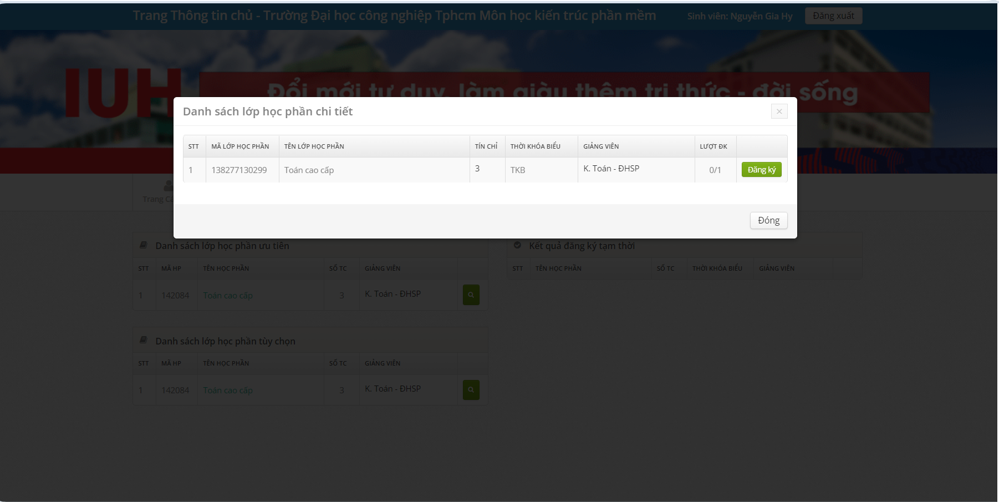 Trang Thông tin chủ - Trường Đại học công nghiệp Tphcm Môn học kiến trúc phần mềm
Sinh viên: Nguyễn Gia Hy
Đăng xuất
IUH
Đổi mới tư duy, làm giàu thêm tri thức - đời sống
Danh sách lớp học phần chi tiết
×
STT MÃ LỚP HỌC PHẦN TÊN LỚP HỌC PHẦN TÍN CHỈ THỜI KHÓA BIỂU GIẢNG VIÊN LƯỢT ĐK
1 138277130299 Toán cao cấp 3 TKB K. Toán - ĐHSP 0/1 Đăng ký
Đóng
Trang
Danh sách lớp học phần ưu tiên
STT MÃ HP TÊN HỌC PHẦN SỐ TC GIẢNG VIÊN
1 142084 Toán cao cấp 3 K. Toán - ĐHSP
Danh sách lớp học phần tùy chọn
STT MÃ HP TÊN HỌC PHẦN SỐ TC GIẢNG VIÊN
1 142084 Toán cao cấp 3 K. Toán - ĐHSP
Kết quả đăng ký tạm thời
STT TÊN HỌC PHẦN SỐ TC THỜI KHÓA BIỂU GIẢNG VIÊN